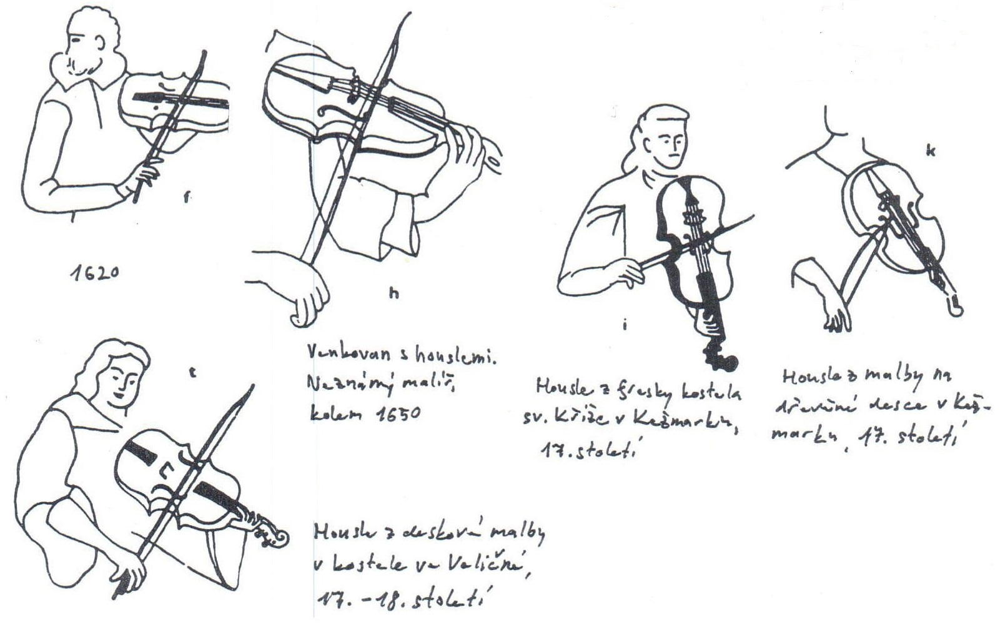 f
1620
h
Venkovan s houslemi.
Neznámý malíř,
kolem 1650
i
Housle z fresky kostela
sv. Kříže v Kežmarku,
17. století
k
Housle z malby na
dřevěné desce v Kež-
marku, 17. století
Housle z deskové malby
v kostele ve Veličné,
17. - 18. století